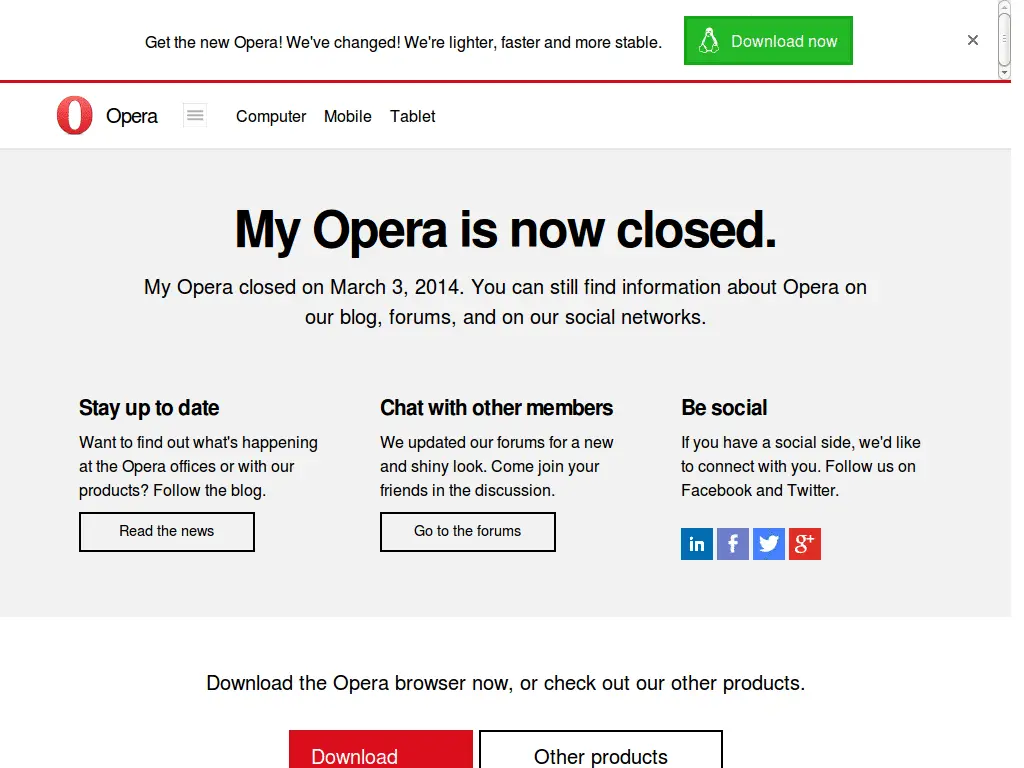 Get the new Opera! We've changed! We're lighter, faster and more stable.
Download now
Opera
Computer Mobile Tablet
My Opera is now closed.
My Opera closed on March 3, 2014. You can still find information about Opera on
our blog, forums, and on our social networks.
Stay up to date
Want to find out what's happening
at the Opera offices or with our
products? Follow the blog.
Read the news
Chat with other members
We updated our forums for a new
and shiny look. Come join your
friends in the discussion.
Go to the forums
Be social
If you have a social side, we'd like
to connect with you. Follow us on
Facebook and Twitter.
Download the Opera browser now, or check out our other products.
Download
Other products